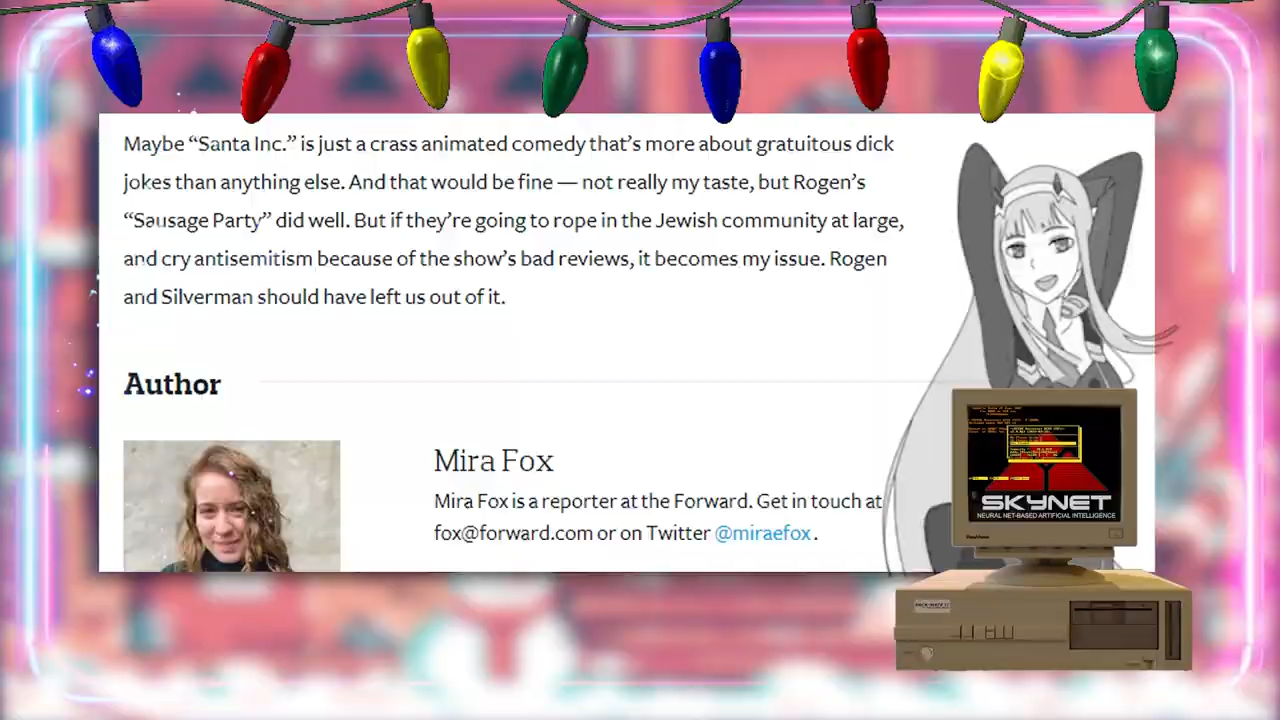 Maybe “Santa Inc.” is just a crass animated comedy that’s more about gratuitous dick
jokes than anything else. And that would be fine — not really my taste, but Rogen’s
“Sausage Party” did well. But if they’re going to rope in the Jewish community at large,
and cry antisemitism because of the show’s bad reviews, it becomes my issue. Rogen
and Silverman should have left us out of it.
Author
Mira Fox
Mira Fox is a reporter at the Forward. Get in touch at
fox@forward.com or on Twitter @miraefox .
SKYNET
NEURAL NET-BASED ARTIFICIAL INTELLIGENCE